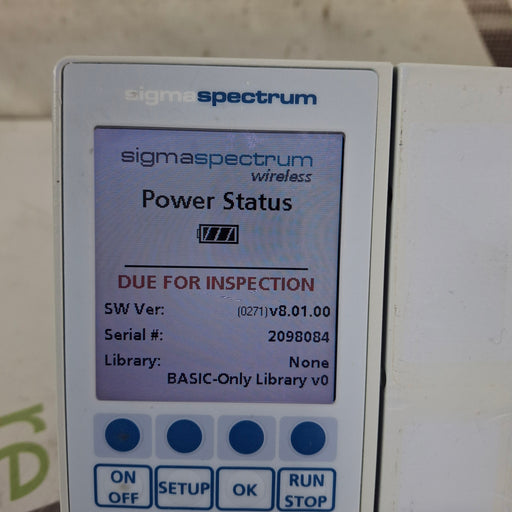 sigmaspectrum
sigmaspectrum
wireless
Power Status
DUE FOR INSPECTION
SW Ver: (0271)v8.01.00
Serial #: 2098084
Library: None
BASIC-Only Library v0
ON OFF
SETUP
OK
RUN STOP